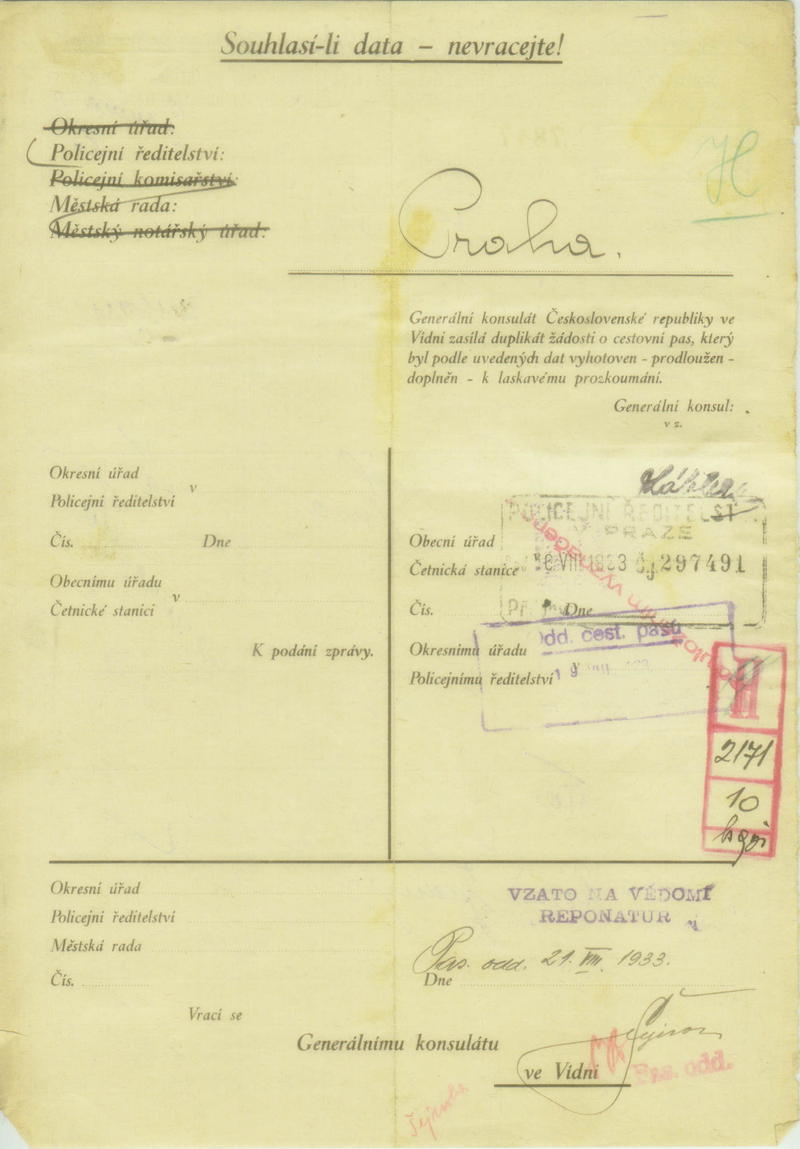 Souhlasí-li data – nevracejte!
Okresní úřad:
Policejní ředitelství:
Policejní komisařství:
Městská rada:
Městský notářský úřad:
H
Praha.
Generální konsulát Československé republiky ve
Vídni zasílá duplikát žádosti o cestovní pas, který
byl podle uvedených dat vyhotoven - prodloužen -
doplněn - k laskavému prozkoumání.
Generální konsul:
v z.
Okresní úřad
Policejní ředitelství
v
Čís. Dne
Obecnímu úřadu
Četnické stanici
v
K podání zprávy.
POLICEJNÍ ŘEDITELST
V PRAZE
VIII 1933 čj 297491
Obecní úřad
Četnická stanice
Čís. Dne
Odd. cest. pasů
Okresnímu úřadu
Policejnímu ředitelství
2171
10
Okresní úřad
Policejní ředitelství
Městská rada
Čís.
Vrací se
VZATO NA VĚDOMÍ
REPONATUR
Pas. odd. 21. VIII. 1933.
Dne
Generálnímu konsulátu
ve Vídni
Pas. odd.